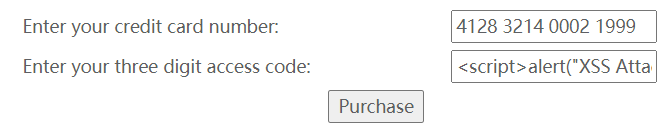 Enter your credit card number: 4128 3214 0002 1999
Enter your three digit access code: <script>alert("XSS Atta
Purchase